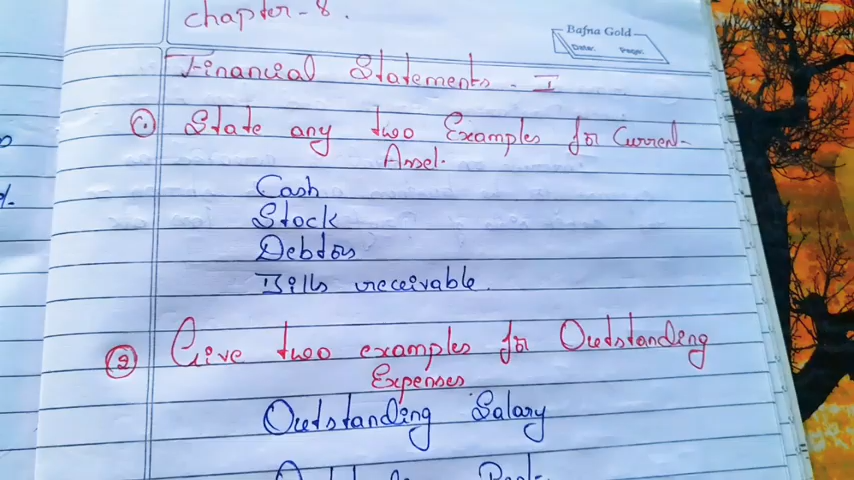 chapter-8.
Bafna Gold
Date: Page:
Financial Statements - I
① State any two Examples for Curren-
Asset.
Cash
Stock
Debtors
Bills receivable.
② Give two examples for Outstanding
Expenses
Outstanding Salary